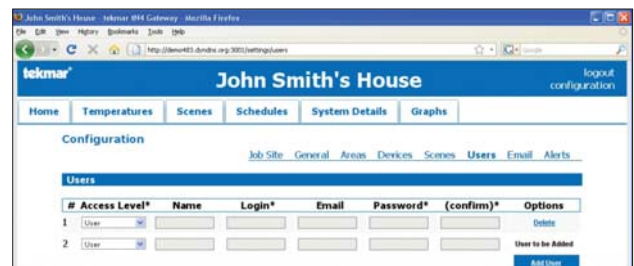 John Smith's House - tekmar #N4 Gateway - Mozilla Firefox
File Edit View History Bookmarks Tools Help
tekmar
John Smith's House
logout
configuration
Home Temperatures Scenes Schedules System Details Graphs
Configuration
Job Site General Areas Devices Scenes Users Email Alerts
Users
# Access Level* Name Login* Email Password* (confirm)* Options
1 User Delete
2 User User to be Added
Add User